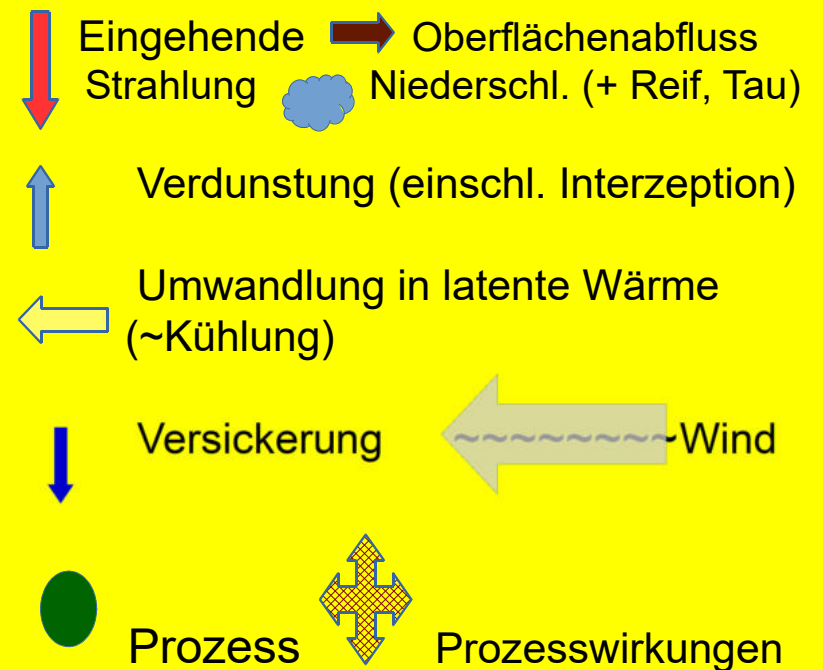 Eingehende Oberflächenabfluss
Strahlung Niederschl. (+ Reif, Tau)
Verdunstung (einschl. Interzeption)
Umwandlung in latente Wärme
(~Kühlung)
Versickerung ~~~~~~~~~Wind
Prozess Prozesswirkungen